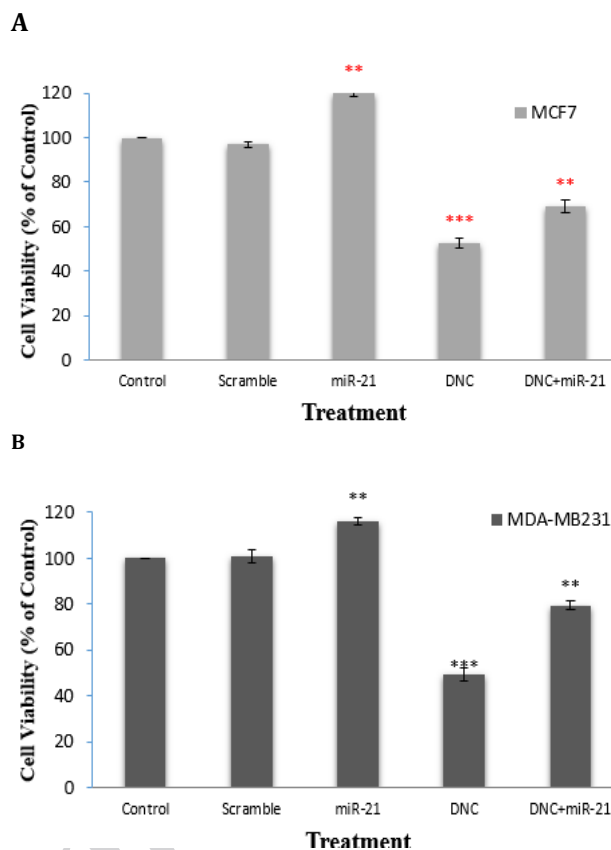 A
**
120
MCF7
100
**
80
***
60
40
20
0
Cell Viability (% of Control)
Control Scramble miR-21 DNC DNC+miR-21
Treatment
B
**
120
MDA-MB231
100
**
80
***
60
40
20
0
Cell Viability (% of Control)
Control Scramble miR-21 DNC DNC+miR-21
Treatment